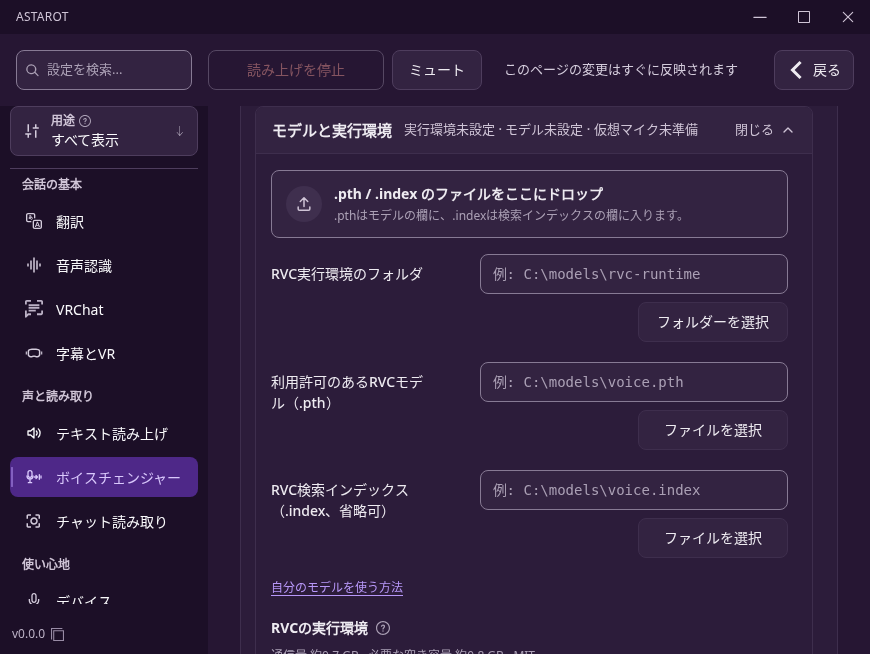 ASTAROT
設定を検索...
読み上げを停止
ミュート
このページの変更はすぐに反映されます
戻る
用途
すべて表示
会話の基本
翻訳
音声認識
VRChat
字幕とVR
声と読み取り
テキスト読み上げ
ボイスチェンジャー
チャット読み取り
使い心地
デバイス
v0.0.0
モデルと実行環境 実行環境未設定 · モデル未設定 · 仮想マイク未準備 閉じる
.pth / .index のファイルをここにドロップ
.pthはモデルの欄に、.indexは検索インデックスの欄に入ります。
RVC実行環境のフォルダ
例: C:\models\rvc-runtime
フォルダーを選択
利用許可のあるRVCモデ
ル（.pth）
例: C:\models\voice.pth
ファイルを選択
RVC検索インデックス
（.index、省略可）
例: C:\models\voice.index
ファイルを選択
自分のモデルを使う方法
RVCの実行環境